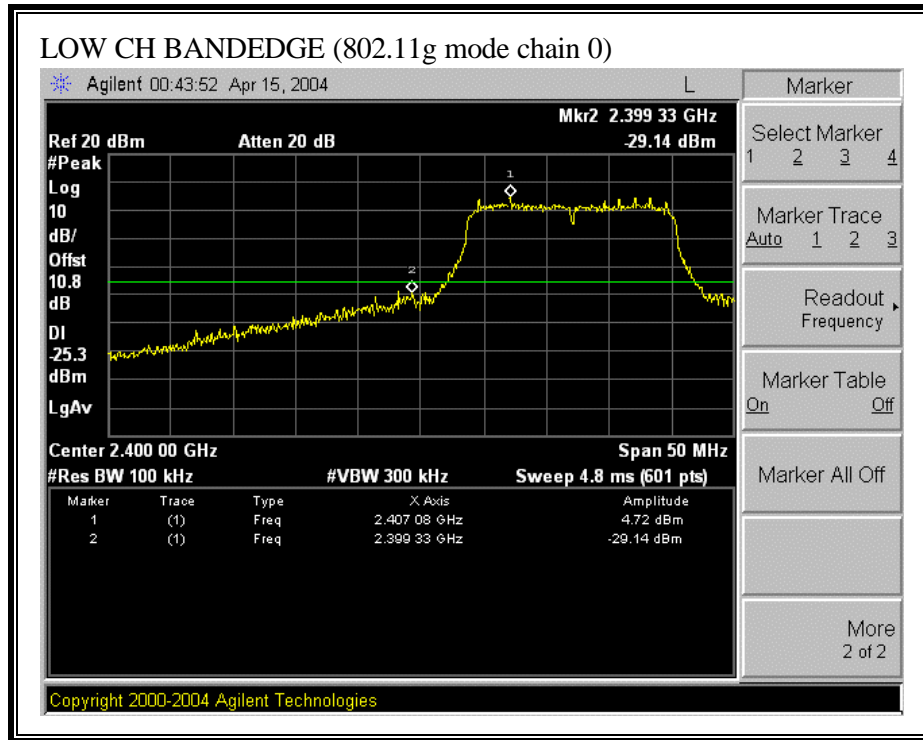 LOW CH BANDEDGE (802.11g mode chain 0)
Agilent 00:43:52 Apr 15, 2004 L
Mkr2 2.399 33 GHz
Ref 20 dBm Atten 20 dB -29.14 dBm
#Peak
Log
10
dB/
Offst
10.8
dB
DI
-25.3
dBm
LgAv
1
2
Center 2.400 00 GHz Span 50 MHz
#Res BW 100 kHz #VBW 300 kHz Sweep 4.8 ms (601 pts)
Marker Trace Type X Axis Amplitude
1 (1) Freq 2.407 08 GHz 4.72 dBm
2 (1) Freq 2.399 33 GHz -29.14 dBm
Copyright 2000-2004 Agilent Technologies
Marker
Select Marker
1 2 3 4
Marker Trace
Auto 1 2 3
Readout
Frequency
Marker Table
On Off
Marker All Off
More
2 of 2